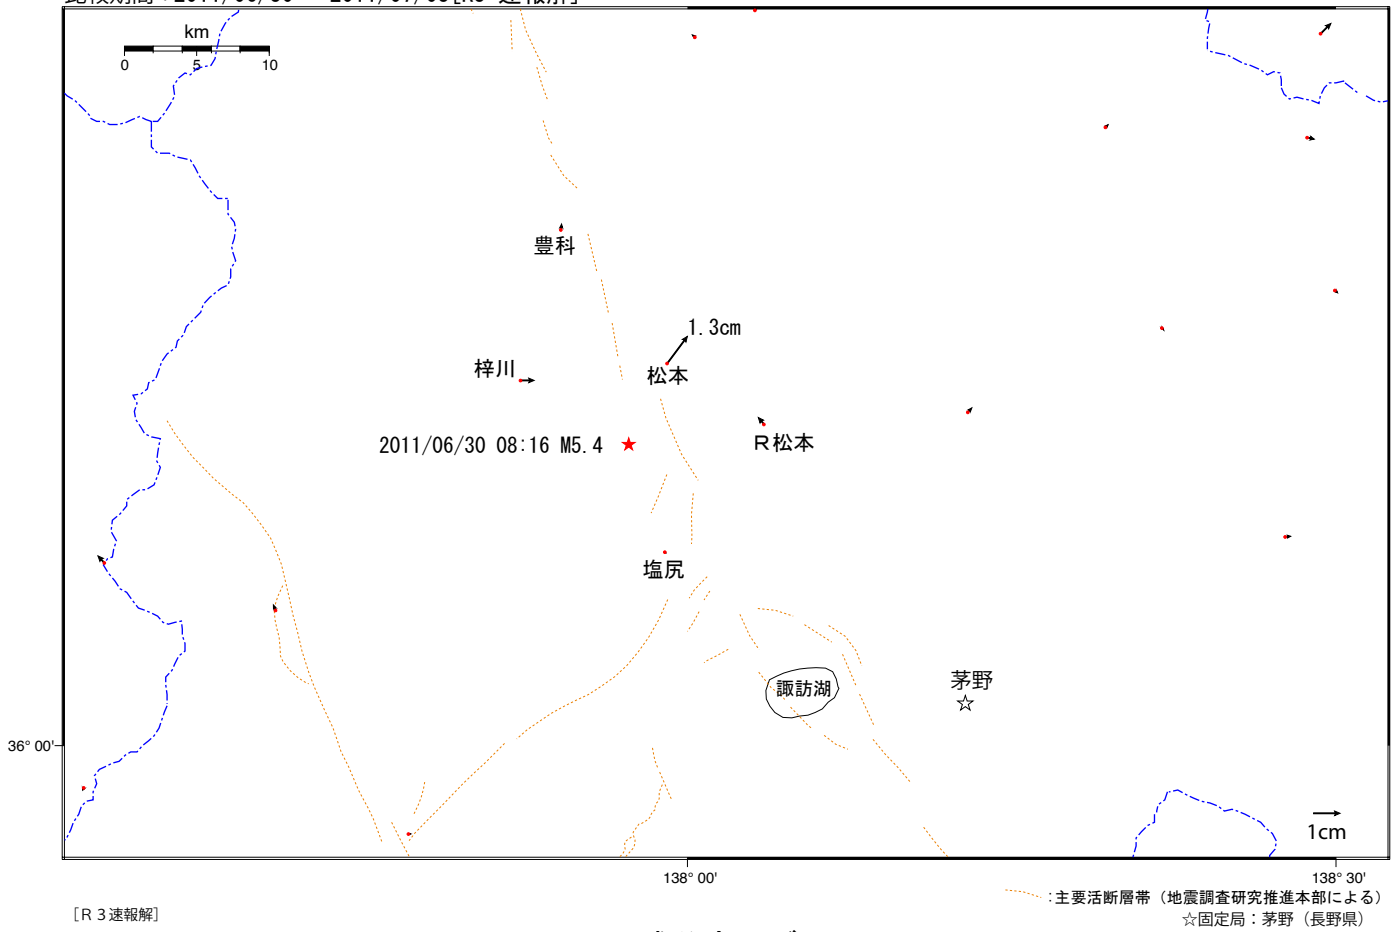 km
0 5 10
豊科
1.3cm
梓川
松本
2011/06/30 08:16 M5.4
R松本
塩尻
諏訪湖
茅野
36° 00'
1cm
138° 00'
138° 30'
:主要活断層帯（地震調査研究推進本部による）
[R３速報解]
☆固定局：茅野（長野県）